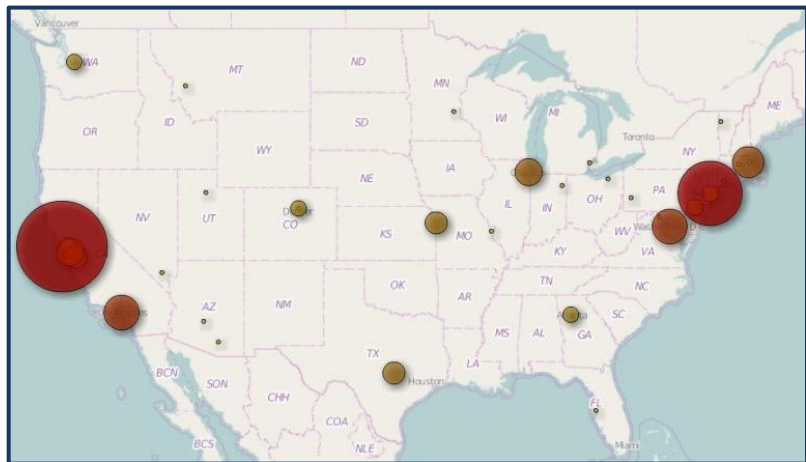 Vancouver
WA
MT
ND
MN
ME
OR
ID
SD
WI
MI
Toronto
NY
WY
IA
NE
PA
NV
UT
CO
IL
IN
OH
KS
MO
WV
VA
KY
OK
TN
NC
AZ
NM
AR
SC
MS
AL
GA
TX
LA
Houston
BCN
SON
CHH
COA
FL
Miami
BCS
NLE